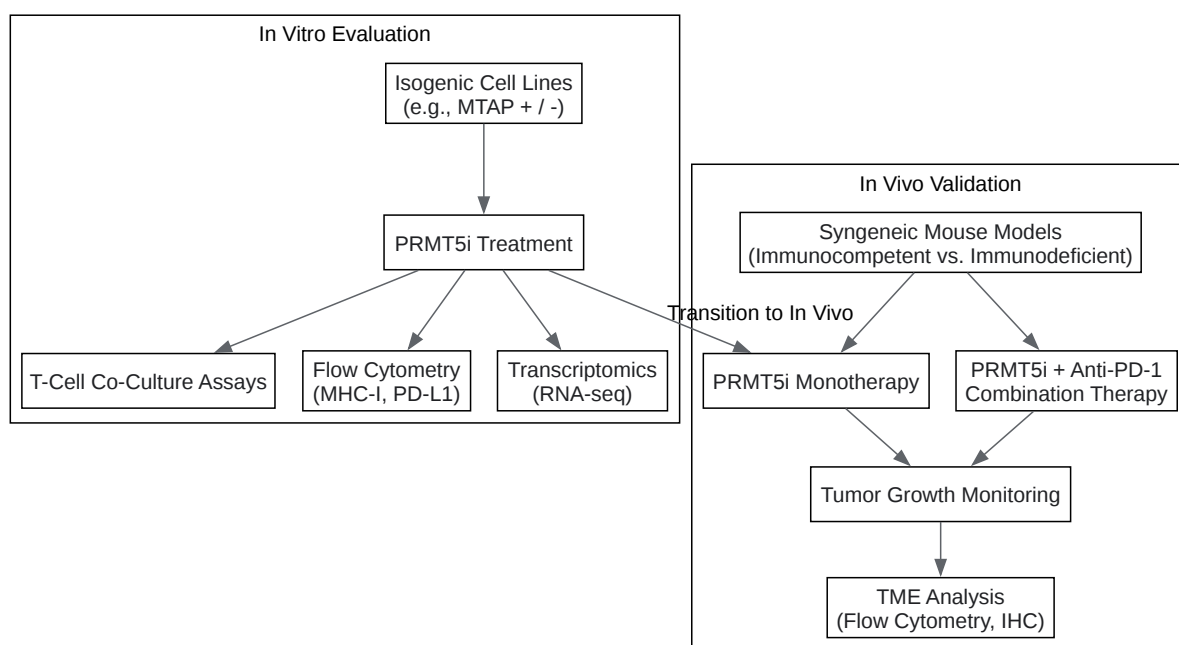 In Vitro Evaluation
Isogenic Cell Lines
(e.g., MTAP + / -)
PRMT5i Treatment
T-Cell Co-Culture Assays
Flow Cytometry
(MHC-I, PD-L1)
Transcriptomics
(RNA-seq)
Transition to In Vivo
In Vivo Validation
Syngeneic Mouse Models
(Immunocompetent vs. Immunodeficient)
PRMT5i Monotherapy
PRMT5i + Anti-PD-1
Combination Therapy
Tumor Growth Monitoring
TME Analysis
(Flow Cytometry, IHC)